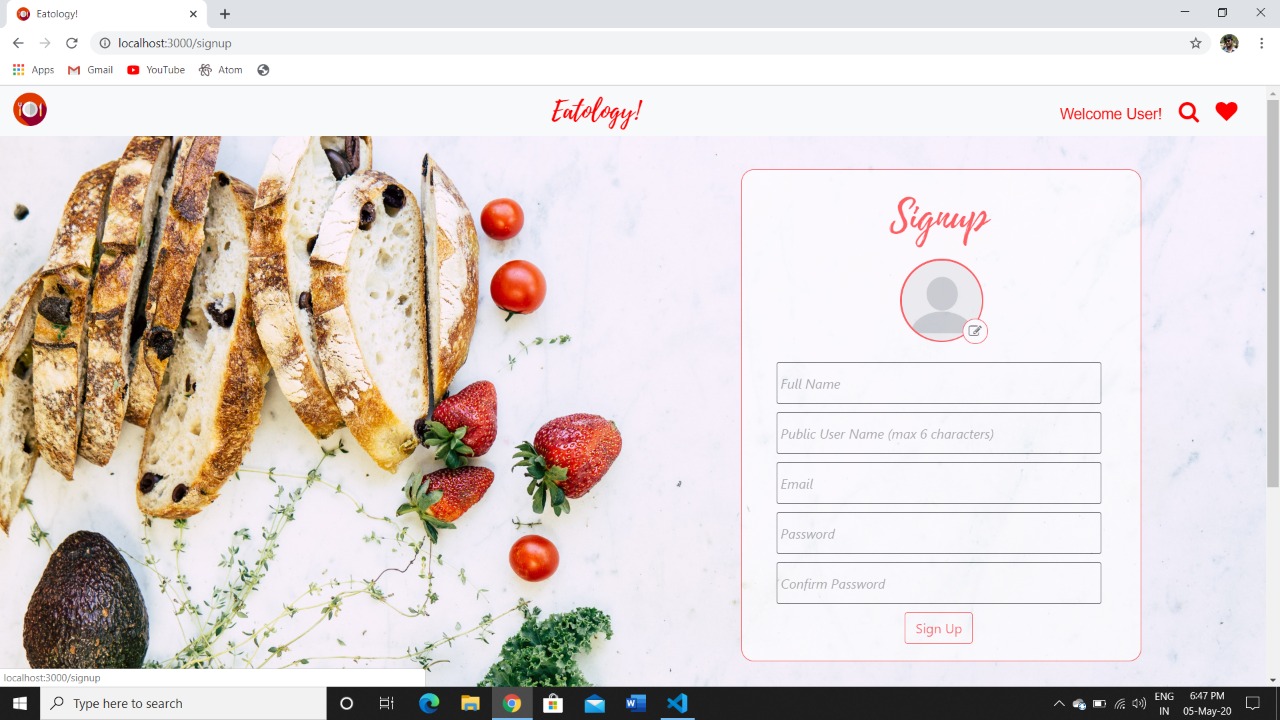 Eatology!
localhost:3000/signup
Apps Gmail YouTube Atom
Eatology!
Welcome User!
Signup
Full Name
Public User Name (max 6 characters)
Email
Password
Confirm Password
Sign Up
localhost:3000/signup
Type here to search
ENG 6:47 PM
IN 05-May-20